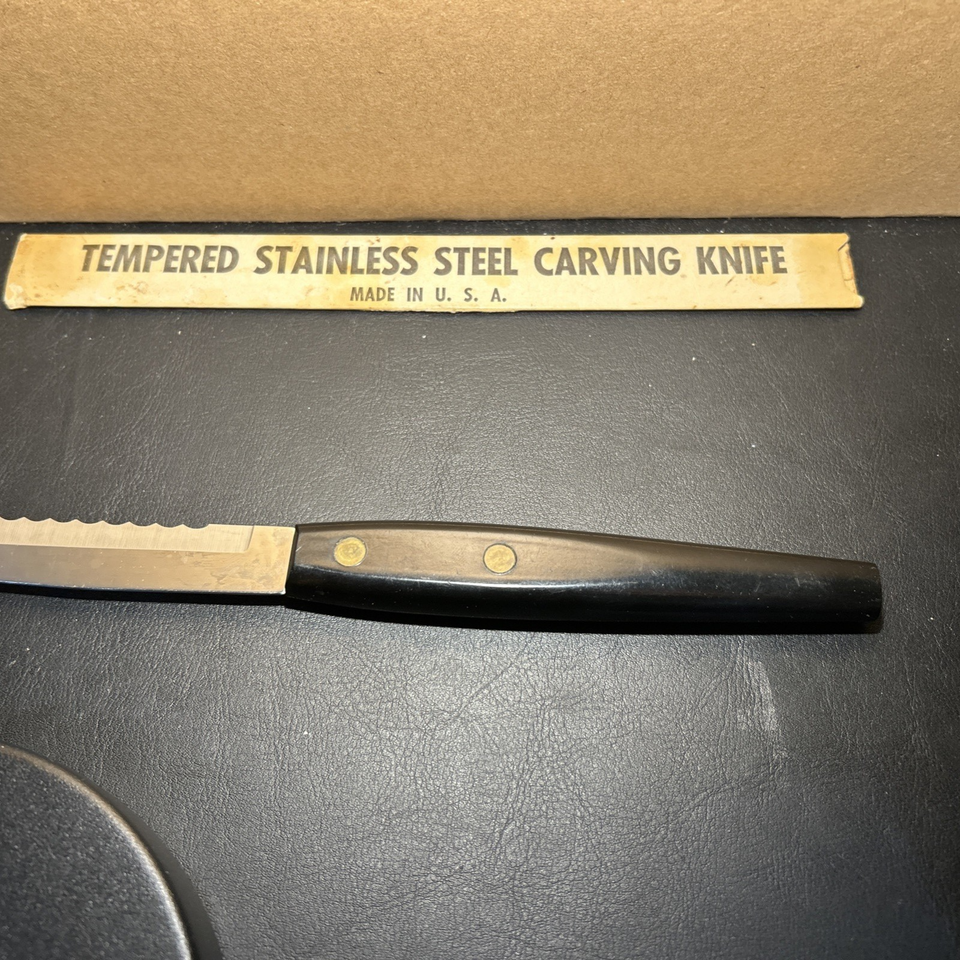 TEMPERED STAINLESS STEEL CARVING KNIFE
MADE IN U. S. A.